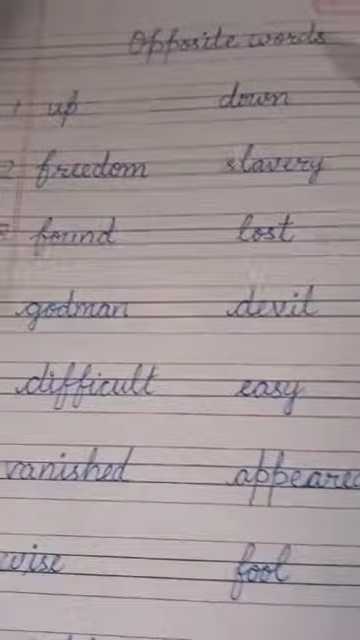 Opposite words
1 up down
2 freedom slavery
3 found lost
godman devil
difficult easy
vanished appeared
wise fool